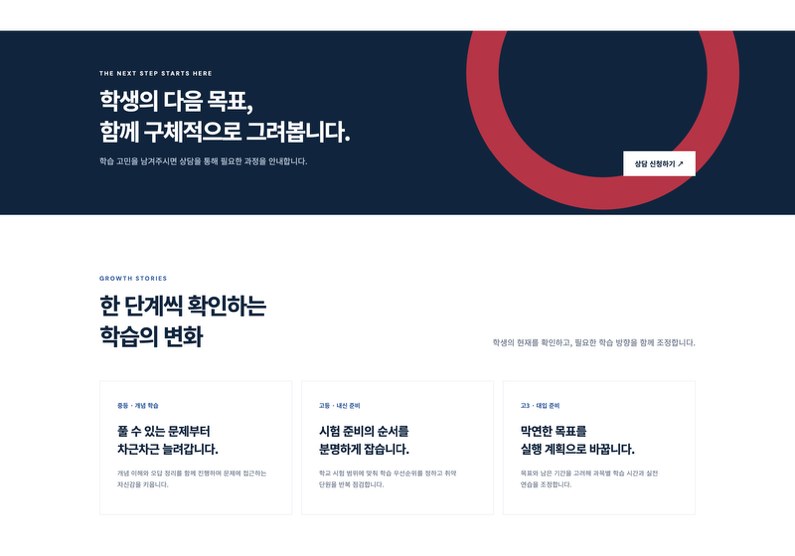 THE NEXT STEP STARTS HERE
학생의 다음 목표,
함께 구체적으로 그려봅니다.
학습 고민을 남겨주시면 상담을 통해 필요한 과정을 안내합니다.
상담 신청하기 ↗
GROWTH STORIES
한 단계씩 확인하는
학습의 변화
학생의 현재를 확인하고, 필요한 학습 방향을 함께 조정합니다.
중등 · 개념 학습
풀 수 있는 문제부터
차근차근 늘려갑니다.
개념 이해와 오답 정리를 함께 진행하며 문제에 접근하는
자신감을 키웁니다.
고등 · 내신 준비
시험 준비의 순서를
분명하게 잡습니다.
학교 시험 범위에 맞춰 학습 우선순위를 정하고 취약
단원을 반복 점검합니다.
고3 · 대입 준비
막연한 목표를
실행 계획으로 바꿉니다.
목표와 남은 기간을 고려해 과목별 학습 시간과 실전
연습을 조정합니다.